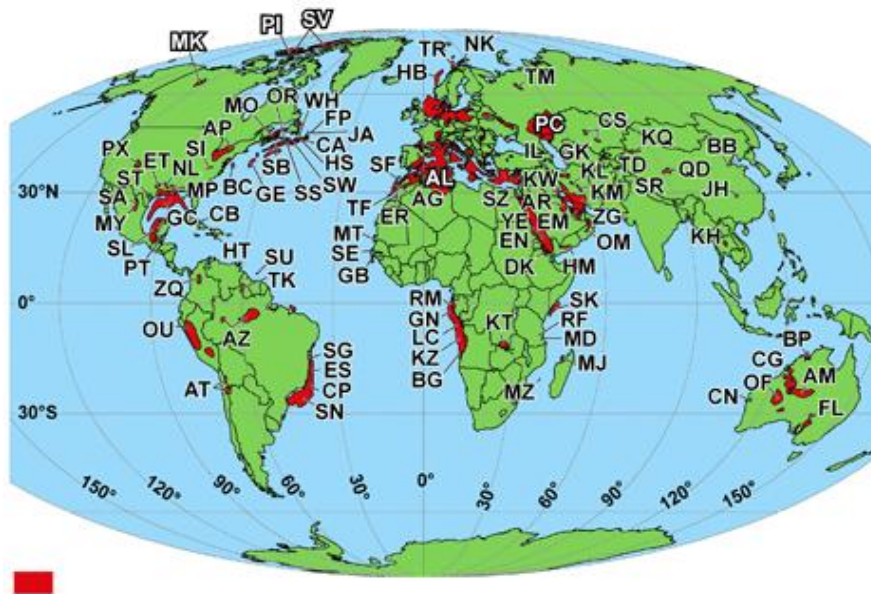 PI SV
MK
TR NK
HB
TM
OR
MO WH
FP
AP JA
PX SI CA
ET HS
ST NL SB SW
SA MP BC SS
GE
MY GC CB
SL
PT HT
SU
ZQ TK
OU AZ
SG
ES
AT CP
SN
PC CS
IL GK KQ BB
SF KL TD QD
AL KW SR JH
TF AG SZ AR KM
ER YE EM ZG
MT EN OM KH
SE
GB DK HM
RM SK
GN KT RF
LC MD
KZ MJ
BG
MZ
BP
CG
OF AM
CN FL
30°N
0°
30°S
150° 120° 90° 60° 30° 0° 30° 60° 90° 120° 150°